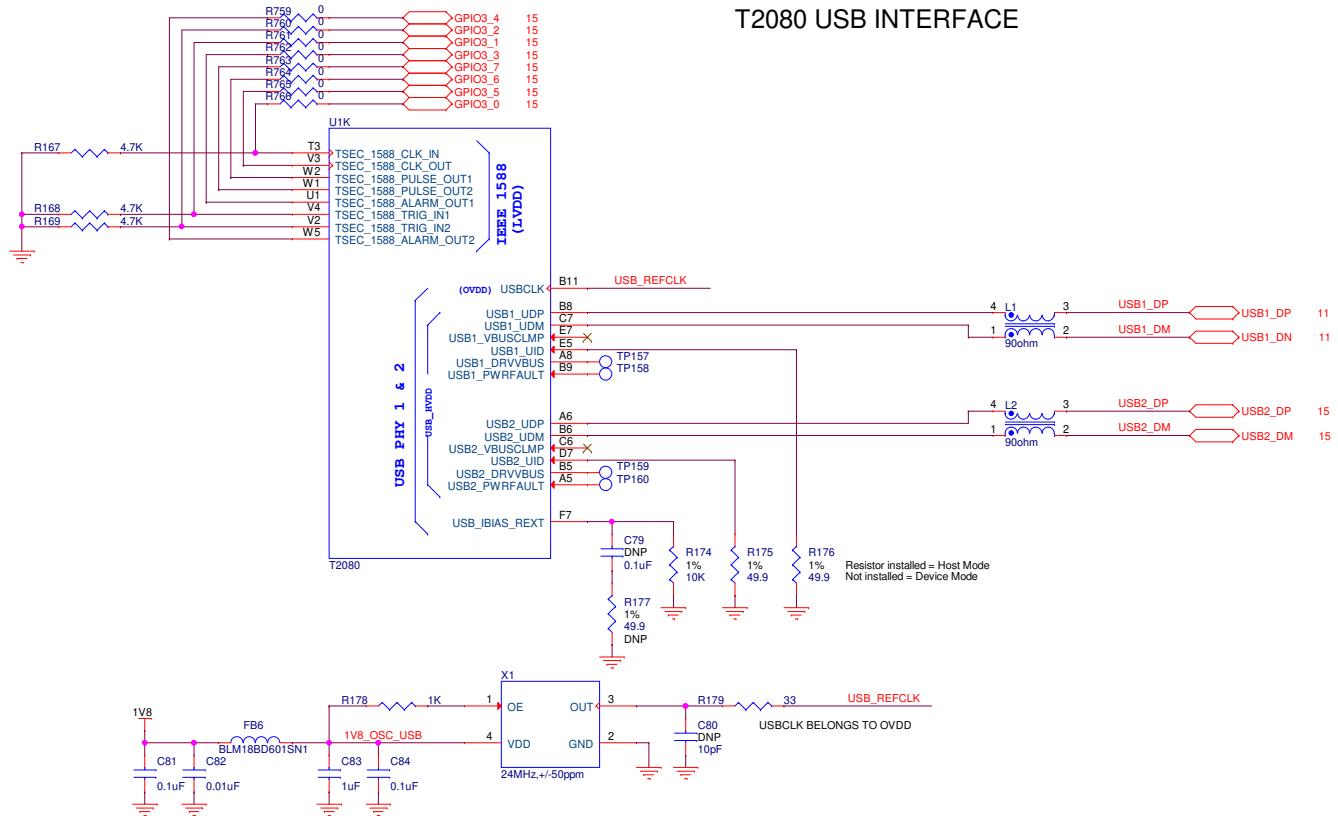 T2080 USB INTERFACE
R759 0 GPIO3_4 15
R760 0 GPIO3_2 15
R761 0 GPIO3_1 15
R762 0 GPIO3_3 15
R763 0 GPIO3_7 15
R764 0 GPIO3_6 15
R765 0 GPIO3_5 15
R766 0 GPIO3_0 15
U1K
R167 4.7K T3 TSEC_1588_CLK_IN
V3 TSEC_1588_CLK_OUT
W2 TSEC_1588_PULSE_OUT1
W1 TSEC_1588_PULSE_OUT2
U1 TSEC_1588_ALARM_OUT1
R168 4.7K V4 TSEC_1588_TRIG_IN1
R169 4.7K V2 TSEC_1588_TRIG_IN2
W5 TSEC_1588_ALARM_OUT2
IEEE 1588
(LVDD)
(OVDD) USBCLK B11 USB_REFCLK
USB1_UDP B8 4 L1 3 USB1_DP USB1_DP 11
USB1_UDM C7 1 2 USB1_DM USB1_DN 11
90ohm
USB1_VBUSCLMP E7
USB1_UID E5
USB1_DRVVBUS A8 TP157
USB1_PWRFAULT B9 TP158
USB PHY 1 & 2
USB_HVDD
USB2_UDP A6 4 L2 3 USB2_DP USB2_DP 15
USB2_UDM B6 1 2 USB2_DM USB2_DM 15
90ohm
USB2_VBUSCLMP C6
USB2_UID D7
USB2_DRVVBUS B5 TP159
USB2_PWRFAULT A5 TP160
USB_IBIAS_REXT F7
T2080
C79
DNP
0.1uF
R174
1%
10K
R175
1%
49.9
R176
1%
49.9
Resistor installed = Host Mode
Not installed = Device Mode
R177
1%
49.9
DNP
X1
R178 1K 1 OE OUT 3 R179 33 USB_REFCLK
1V8
FB6
BLM18BD601SN1
1V8_OSC_USB 4 VDD GND 2
C80
DNP
10pF
USBCLK BELONGS TO OVDD
24MHz,+/-50ppm
C81
0.1uF
C82
0.01uF
C83
1uF
C84
0.1uF